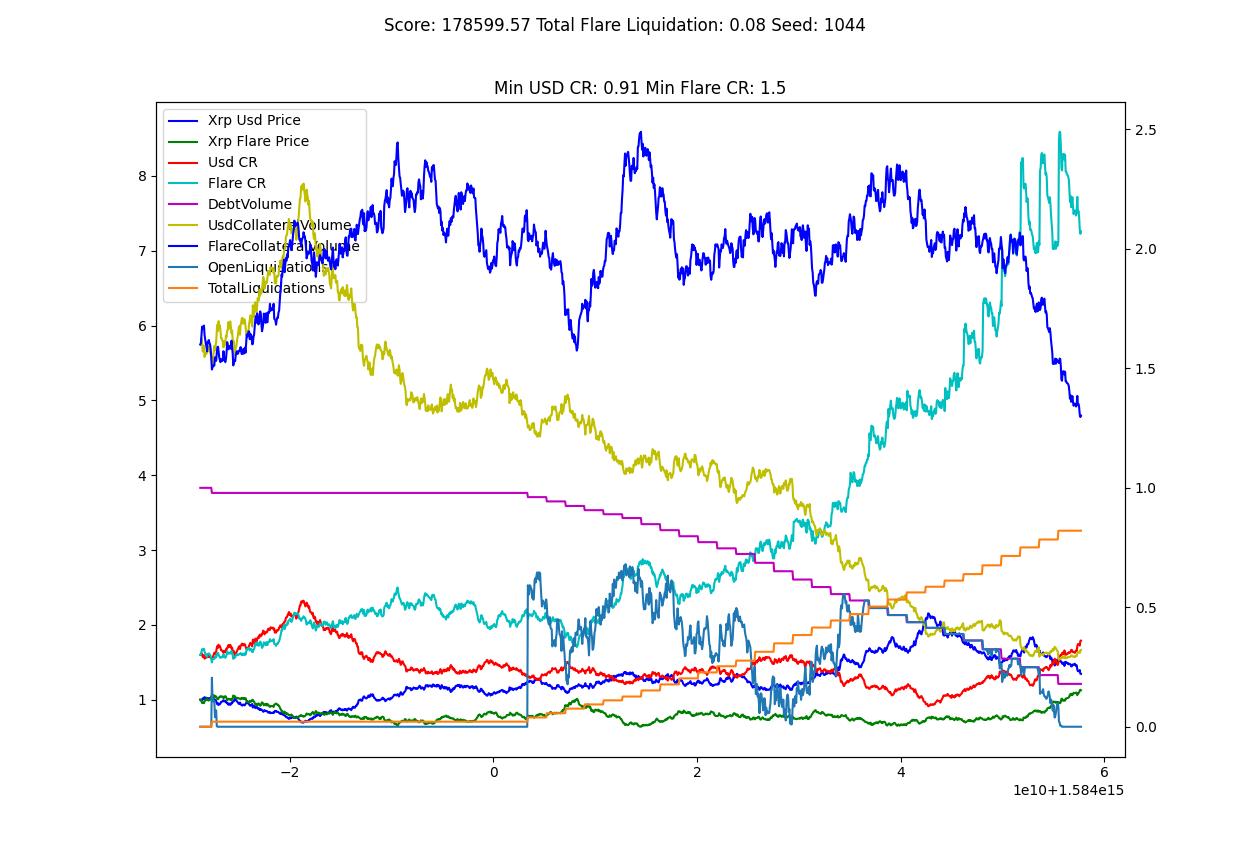 Score: 178599.57 Total Flare Liquidation: 0.08 Seed: 1044
Min USD CR: 0.91 Min Flare CR: 1.5
Xrp Usd Price
Xrp Flare Price
Usd CR
Flare CR
DebtVolume
UsdCollateralVolume
FlareCollateralVolume
OpenLiquidations
TotalLiquidations
8
7
6
5
4
3
2
1
2.5
2.0
1.5
1.0
0.5
0.0
−2
0
2
4
6
1e10+1.584e15